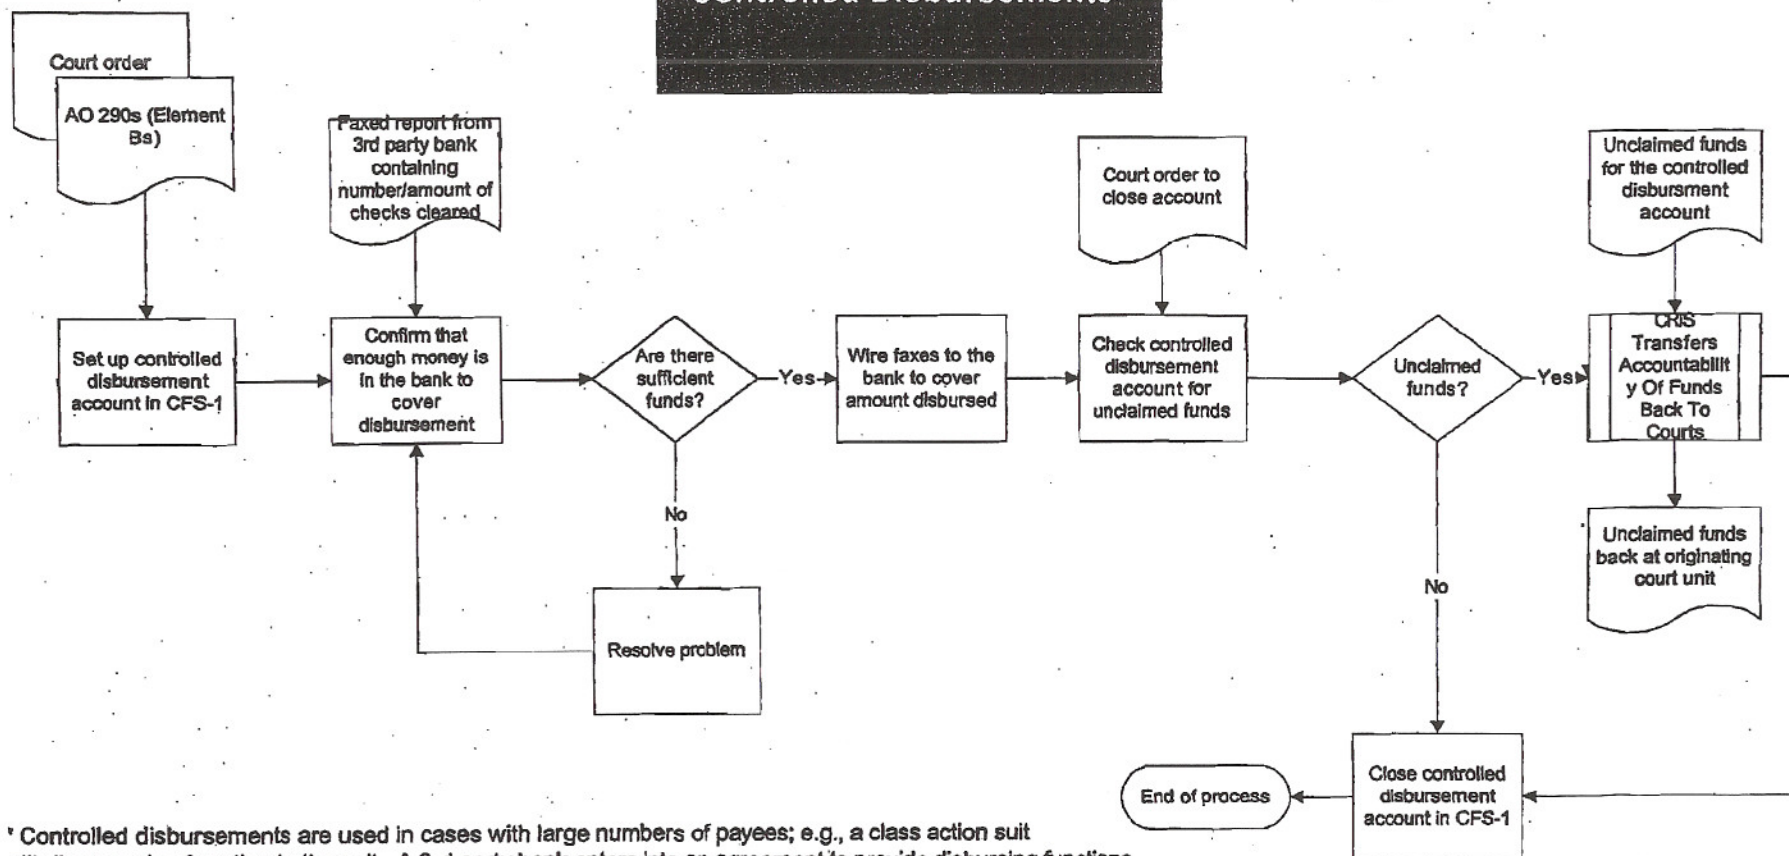 Controlled Disbursements
Court order
AO 290s (Element
Bs)
Faxed report from
3rd party bank
containing
number/amount of
checks cleared
Court order to
close account
Unclaimed funds
for the controlled
disbursment
account
Set up controlled
disbursement
account in CFS-1
Confirm that
enough money is
in the bank to
cover
disbursement
Are there
sufficient
funds?
Yes
Wire faxes to the
bank to cover
amount disbursed
Check controlled
disbursement
account for
unclaimed funds
Unclaimed
funds?
Yes
CRIS
Transfers
Accountabilit
y Of Funds
Back To
Courts
No
Resolve problem
No
Unclaimed funds
back at originating
court unit
End of process
Close controlled
disbursement
account in CFS-1
* Controlled disbursements are used in cases with large numbers of payees; e.g., a class action suit